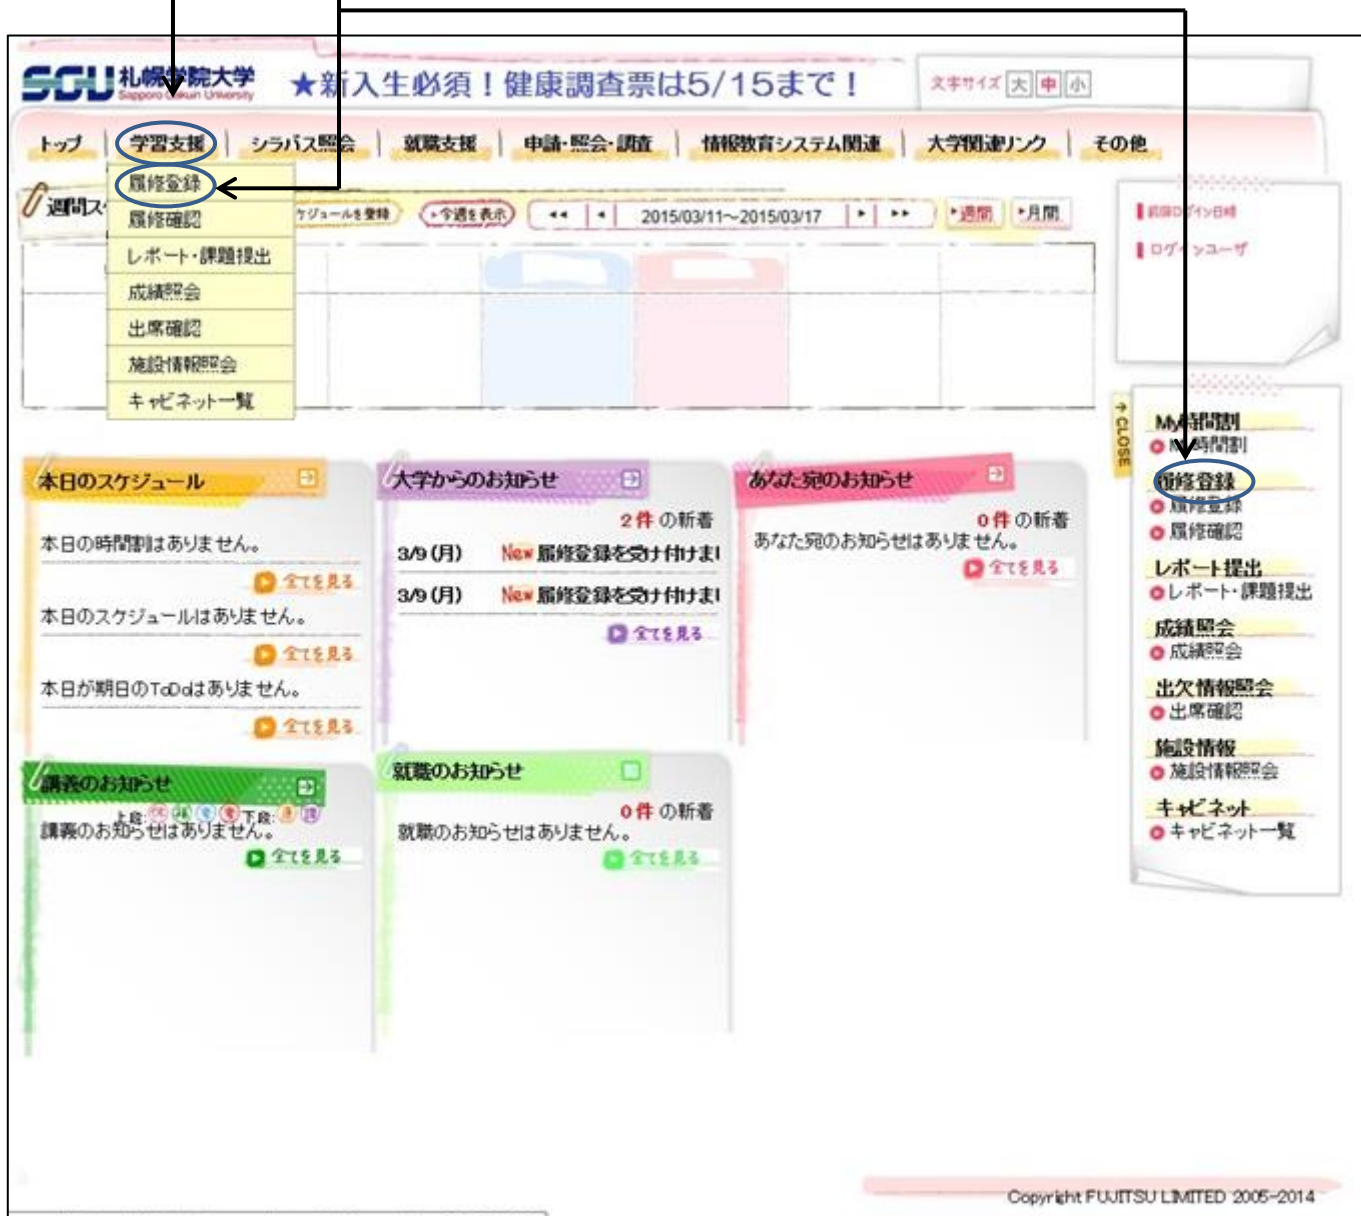 SGU 札幌学院大学
Sapporo Gakuin University
★新入生必須！健康調査票は5/15まで！
文字サイズ 大 中 小
トップ 学習支援 シラバス照会 就職支援 申請・照会・調査 情報教育システム関連 大学関連リンク その他
履修登録
履修確認
レポート・課題提出
成績照会
出席確認
施設情報照会
キャビネット一覧
週間ス
ケジュールを登録 今週を表示 2015/03/11～2015/03/17 週間 月間
前回ログイン日時
ログインユーザ
→ CLOSE
My時間割
My時間割
履修登録
履修登録
履修確認
レポート提出
レポート・課題提出
成績照会
成績照会
出欠情報照会
出席確認
施設情報
施設情報照会
キャビネット
キャビネット一覧
本日のスケジュール
本日の時間割はありません。
全てを見る
本日のスケジュールはありません。
全てを見る
本日が期日のToDoはありません。
全てを見る
大学からのお知らせ
2件 の新着
3/9(月) New 履修登録を受け付けまし
3/9(月) New 履修登録を受け付けまし
全てを見る
あなた宛のお知らせ
0件 の新着
あなた宛のお知らせはありません。
全てを見る
講義のお知らせ
上段: 下段:
講義のお知らせはありません。
全てを見る
就職のお知らせ
0件 の新着
就職のお知らせはありません。
全てを見る
Copyright FUJITSU LIMITED 2005-2014